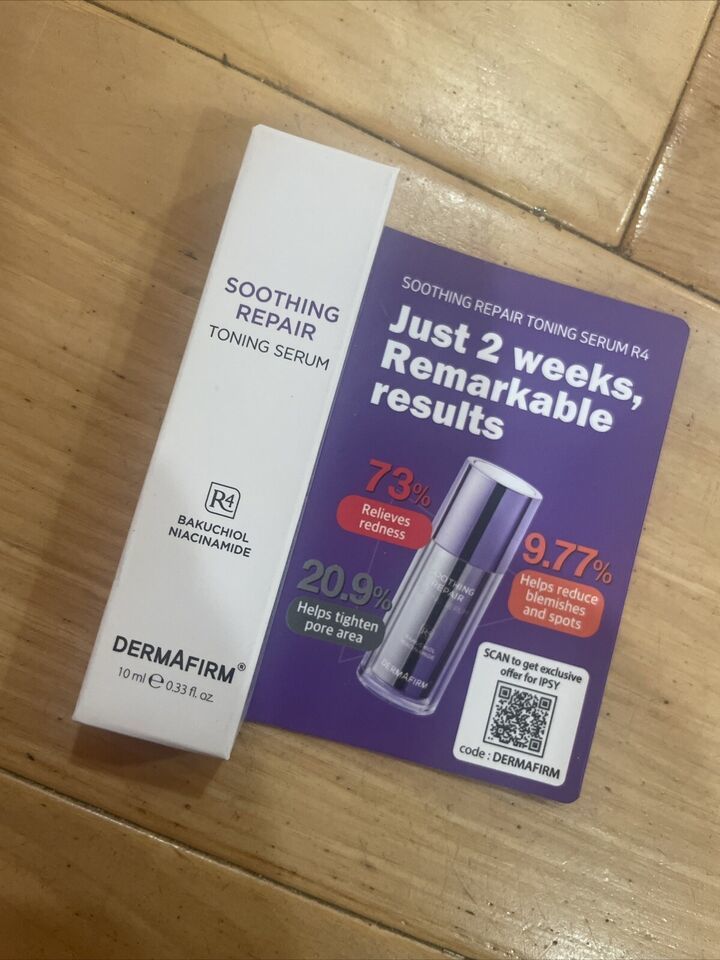 SOOTHING
REPAIR
TONING SERUM
R4
BAKUCHIOL
NIACINAMIDE
DERMAFIRM®
10 ml ℮ 0.33 fl. oz.
SOOTHING REPAIR TONING SERUM R4
Just 2 weeks,
Remarkable
results
73%
Relieves
redness
9.77%
Helps reduce
blemishes
and spots
20.9%
Helps tighten
pore area
SOOTHING
REPAIR
DERMAFIRM
SCAN to get exclusive
offer for IPSY
code : DERMAFIRM